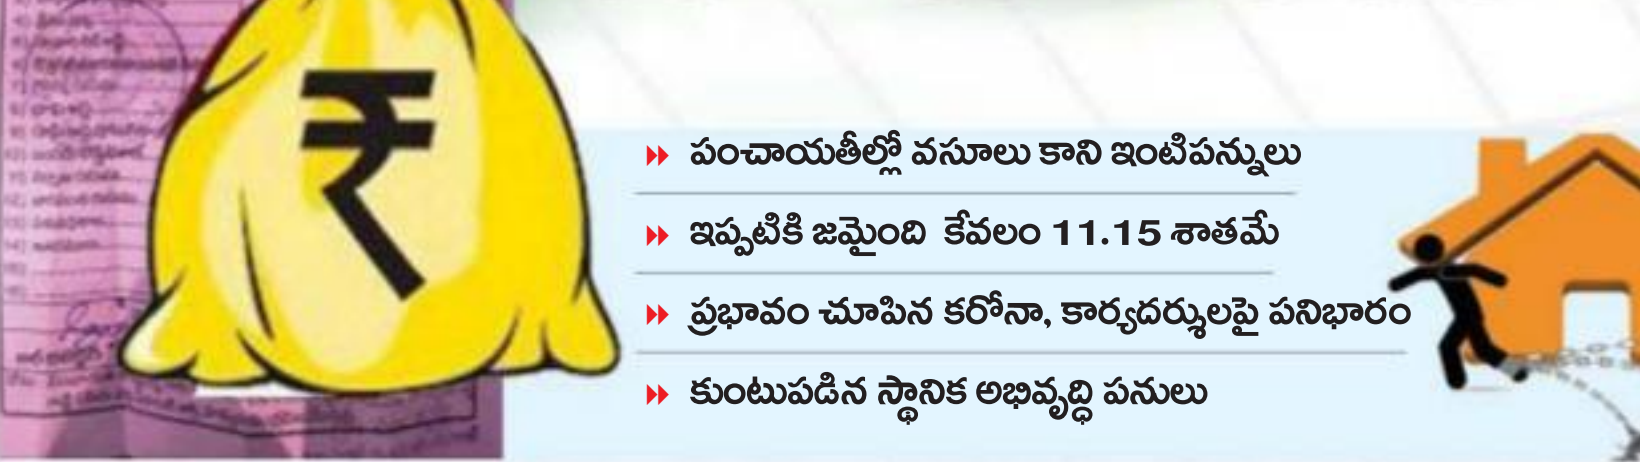 ₹
పంచాయతీల్లో వసూలు కాని ఇంటిపన్నులు
ఇప్పటికి జమైంది కేవలం 11.15 శాతమే
ప్రభావం చూపిన కరోనా, కార్యదర్శులపై పనిభారం
కుంటుపడిన స్థానిక అభివృద్ధి పనులు